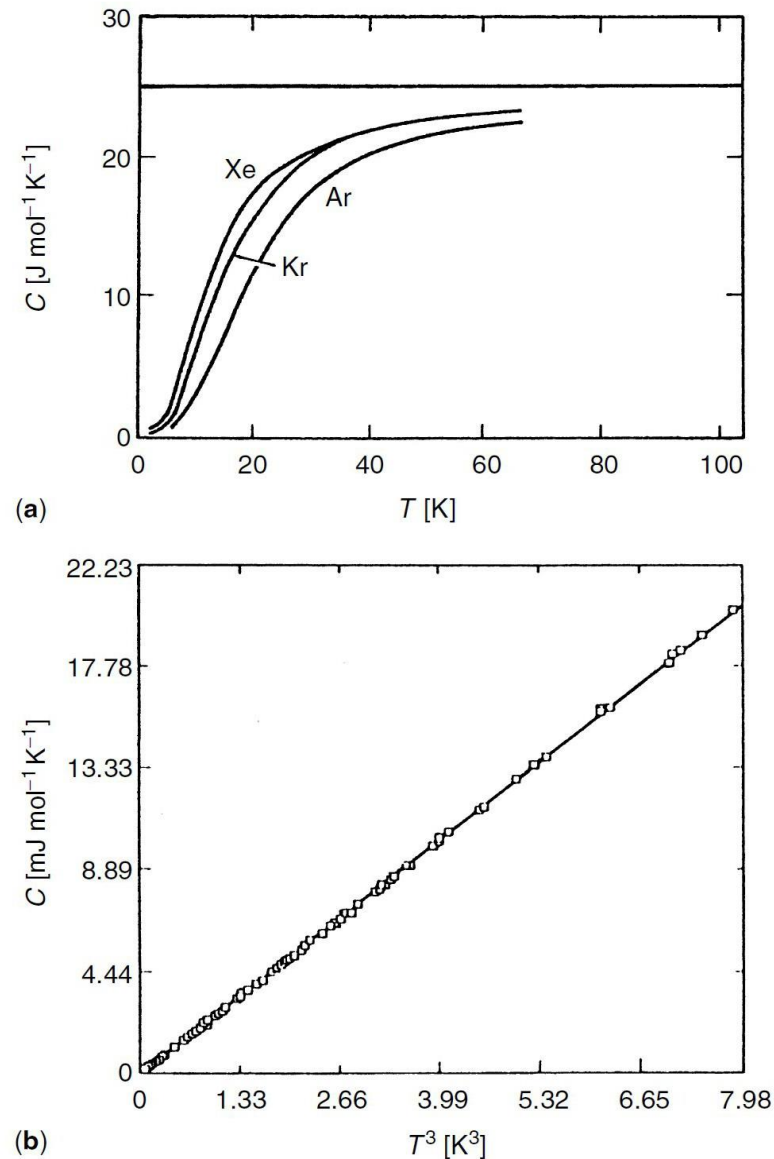 30
20
10
0
C [J mol⁻¹ K⁻¹]
Xe
Kr
Ar
0 20 40 60 80 100
T [K]
(a)
22.23
17.78
13.33
8.89
4.44
0
C [mJ mol⁻¹ K⁻¹]
0 1.33 2.66 3.99 5.32 6.65 7.98
T³ [K³]
(b)